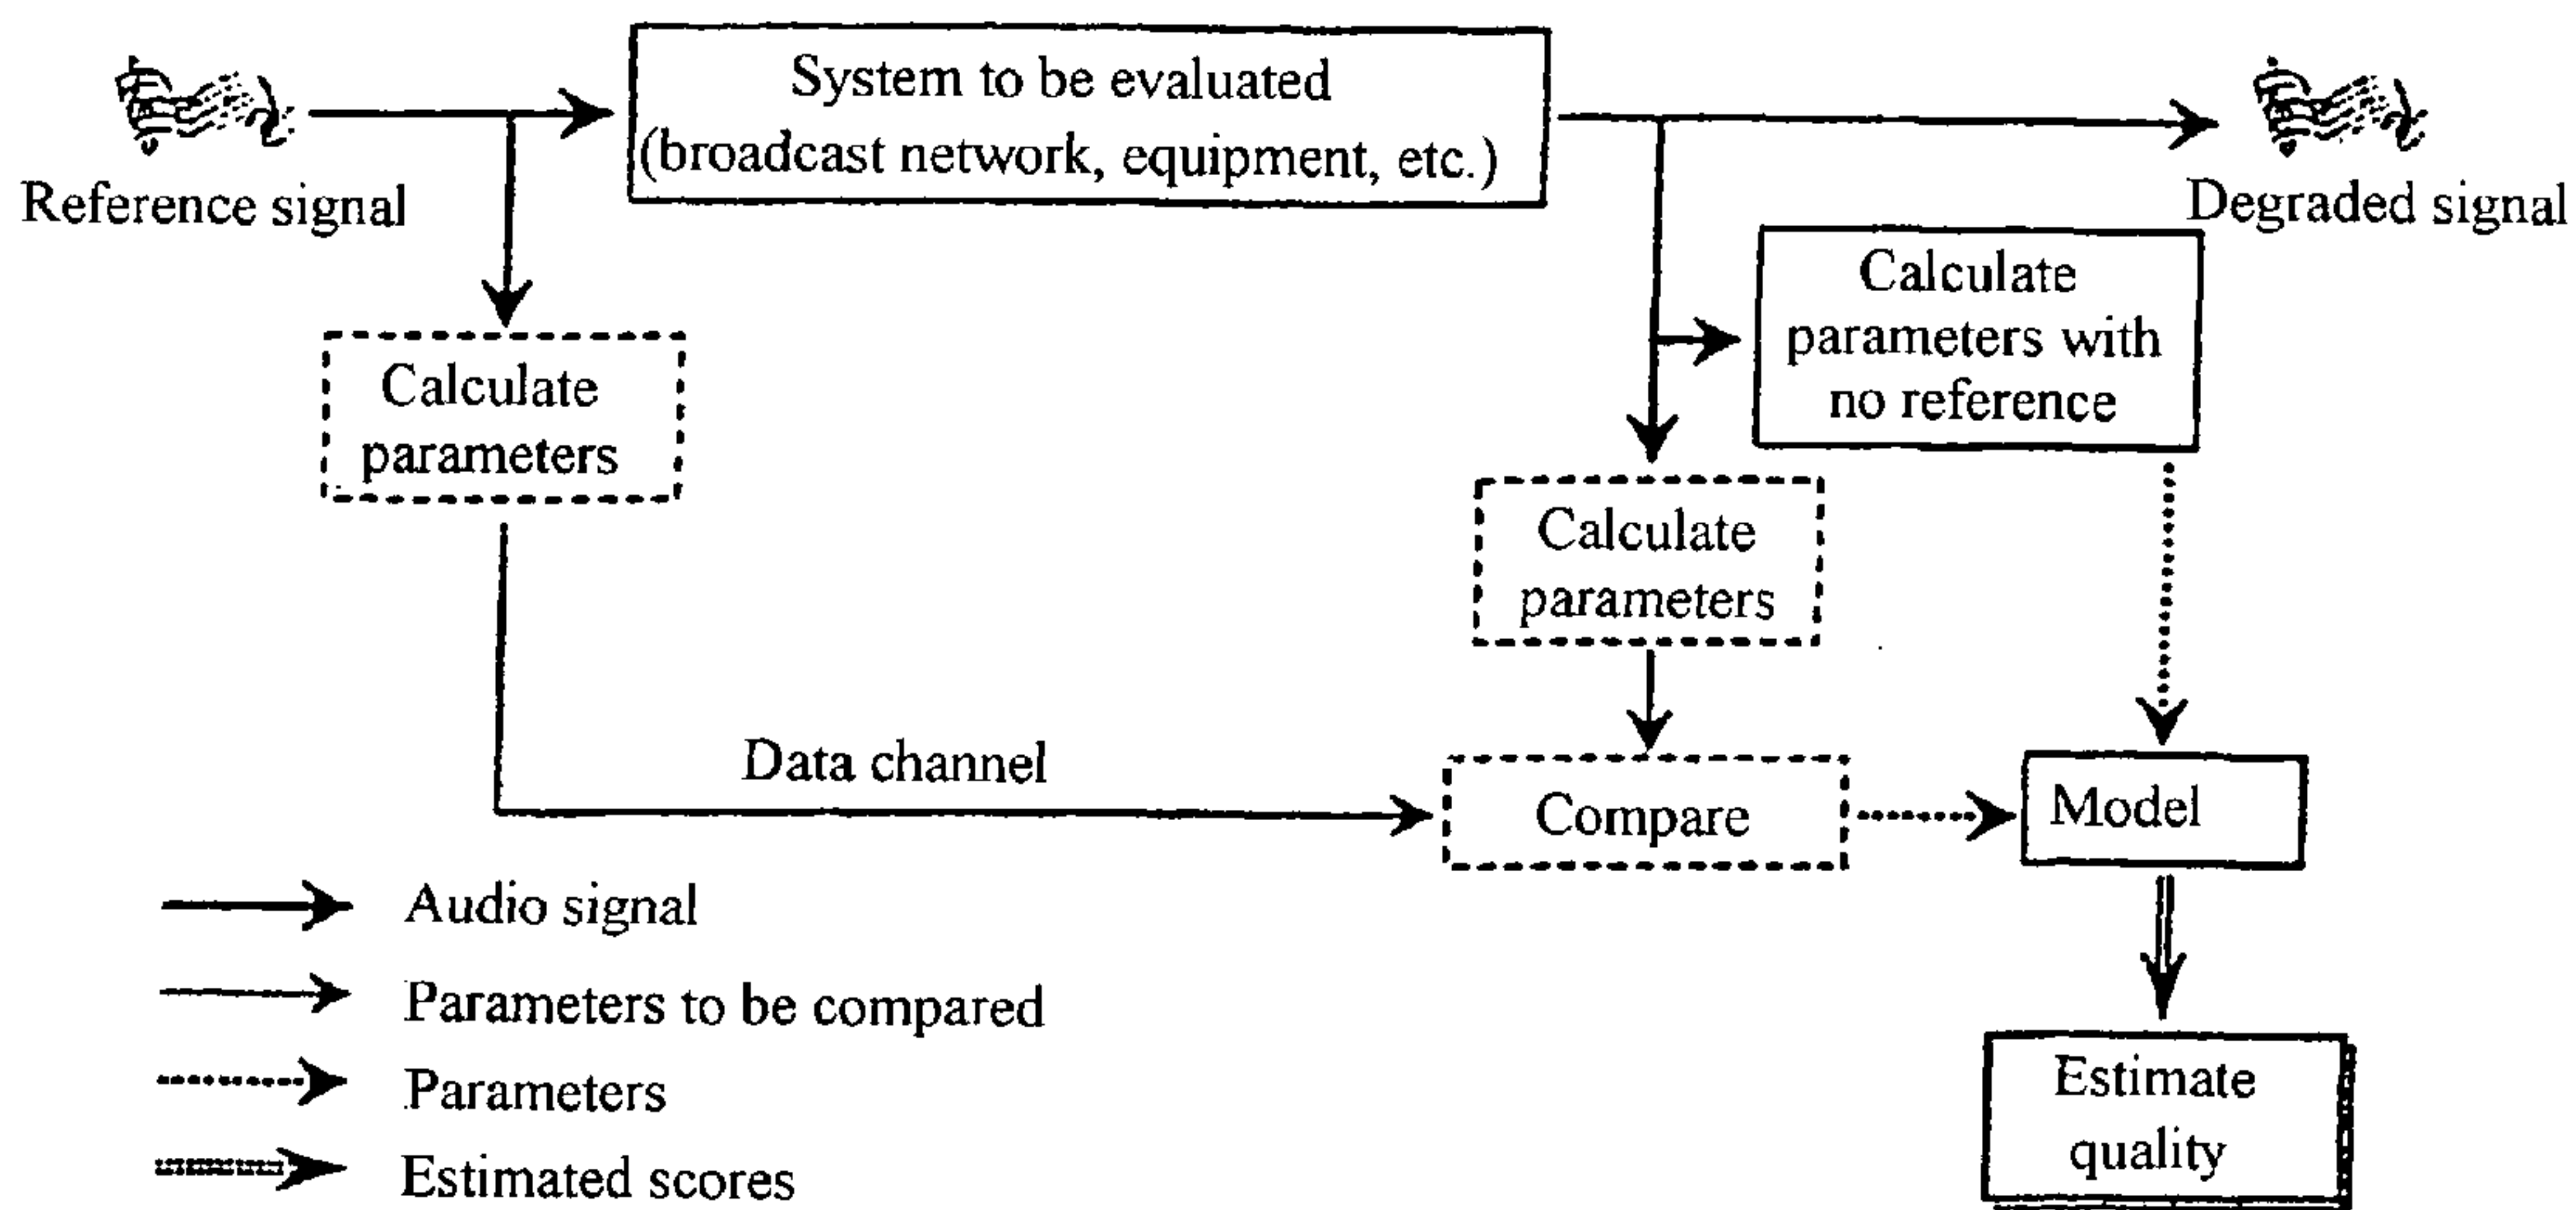 System to be evaluated
(broadcast network, equipment, etc.)
Reference signal
Degraded signal
Calculate
parameters with
no reference
Calculate
parameters
Calculate
parameters
Data channel
Compare
Model
Audio signal
Parameters to be compared
Parameters
Estimated scores
Estimate
quality